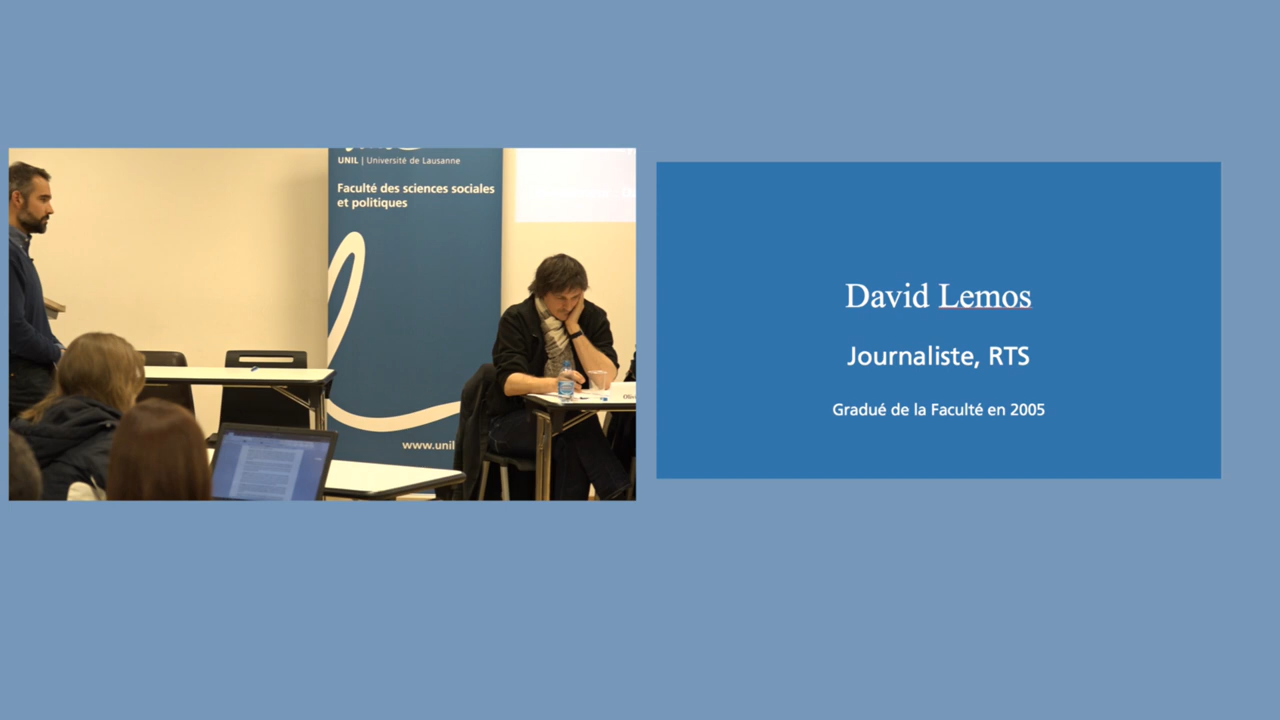 UNIL | Université de Lausanne
Faculté des sciences sociales
et politiques
www.unil
David Lemos
Journaliste, RTS
Gradué de la Faculté en 2005